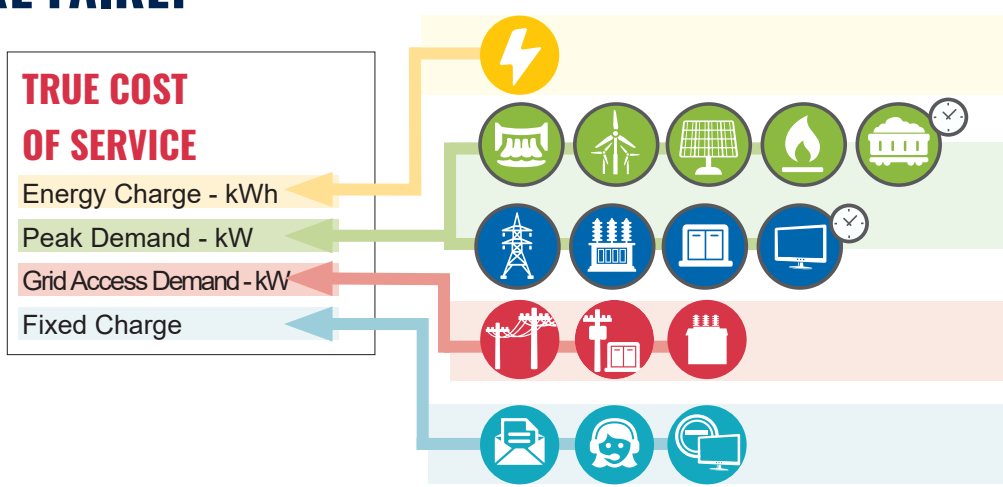 TRUE COST
OF SERVICE
Energy Charge - kWh
Peak Demand - kW
Grid Access Demand - kW
Fixed Charge